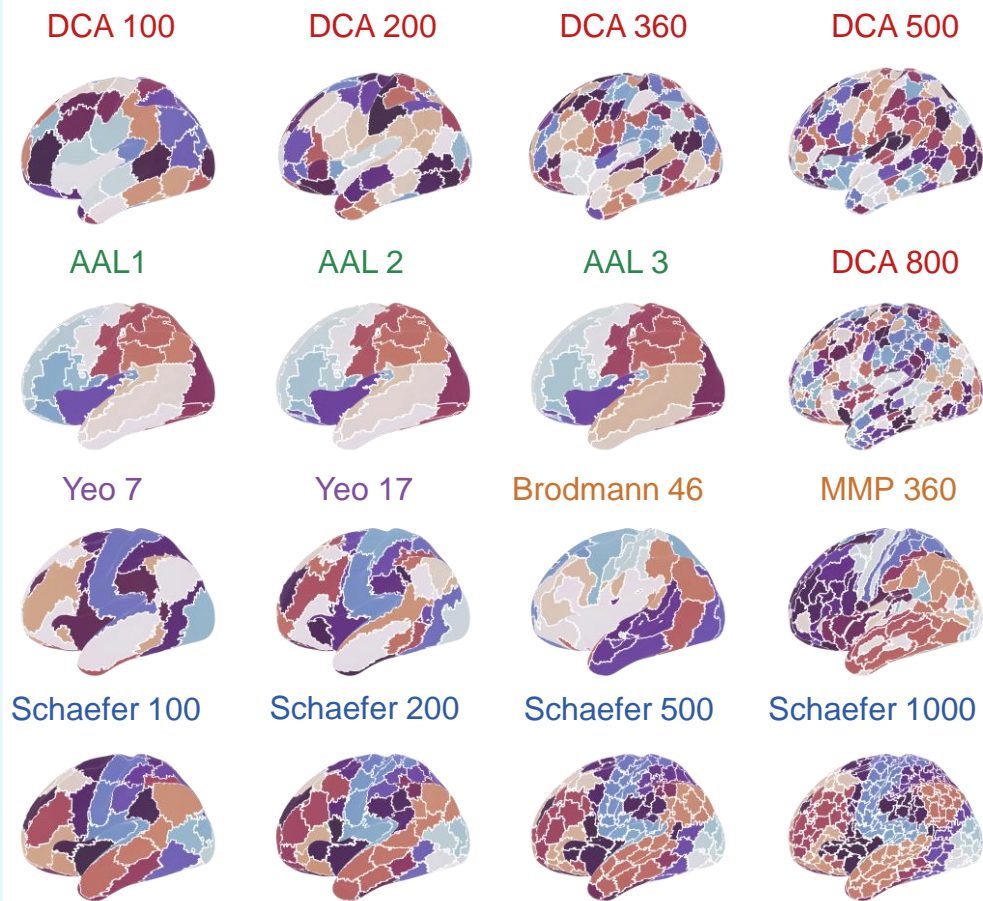 DCA 100 DCA 200 DCA 360 DCA 500
AAL1 AAL 2 AAL 3 DCA 800
Yeo 7 Yeo 17 Brodmann 46 MMP 360
Schaefer 100 Schaefer 200 Schaefer 500 Schaefer 1000